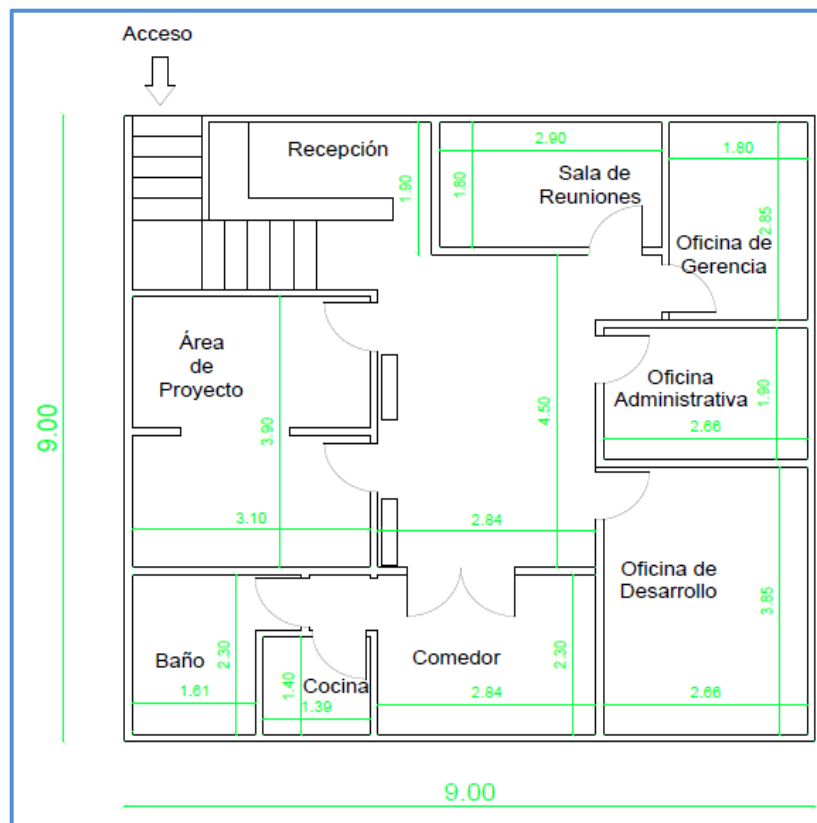 Acceso
Recepción
1.90
1.80
2.90
Sala de
Reuniones
1.80
2.85
Oficina de
Gerencia
9.00
Área
de
Proyecto
3.90
3.10
4.50
2.84
Oficina
Administrativa
1.90
2.66
Oficina de
Desarrollo
3.85
2.66
Baño
2.30
1.61
1.40
Cocina
1.39
Comedor
2.30
2.84
9.00